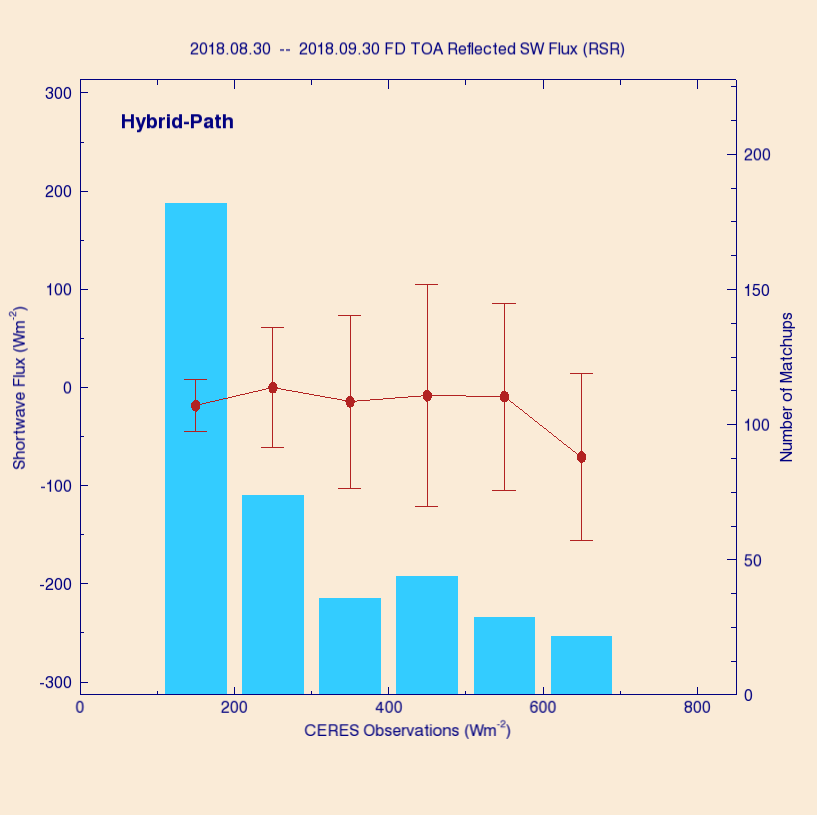 2018.08.30 -- 2018.09.30 FD TOA Reflected SW Flux (RSR)
Hybrid-Path
300
200
100
0
-100
-200
-300
Shortwave Flux (Wm-2)
200
150
100
50
0
Number of Matchups
0 200 400 600 800
CERES Observations (Wm-2)